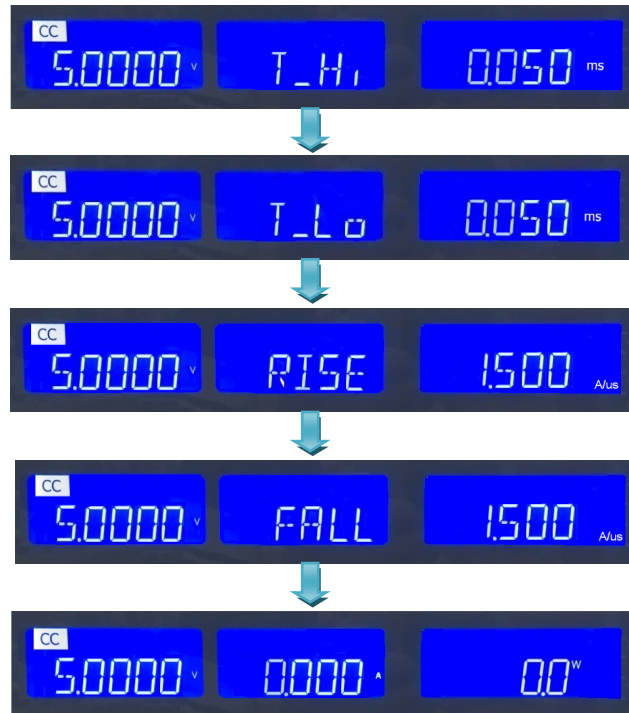 CC
5.0000 V T_Hi 0.050 ms
CC
5.0000 V T_Lo 0.050 ms
CC
5.0000 V RISE 1.500 A/us
CC
5.0000 V FALL 1.500 A/us
CC
5.0000 V 0.000 A 0.0 W